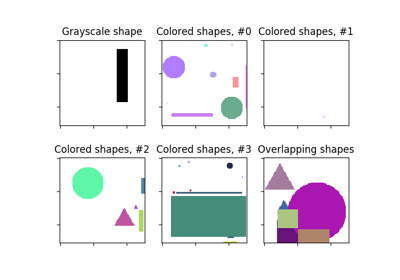 Grayscale shape
Colored shapes, #0
Colored shapes, #1
Colored shapes, #2
Colored shapes, #3
Overlapping shapes